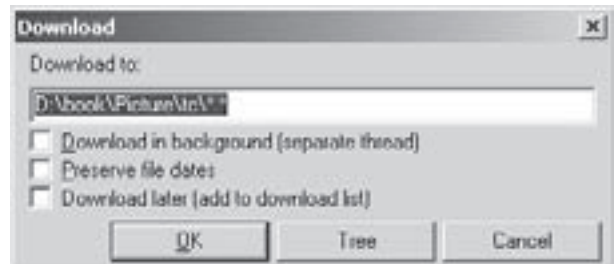 Download
Download to:
D:\book\Picture\tc\*.*
Download in background (separate thread)
Preserve file dates
Download later (add to download list)
OK Tree Cancel